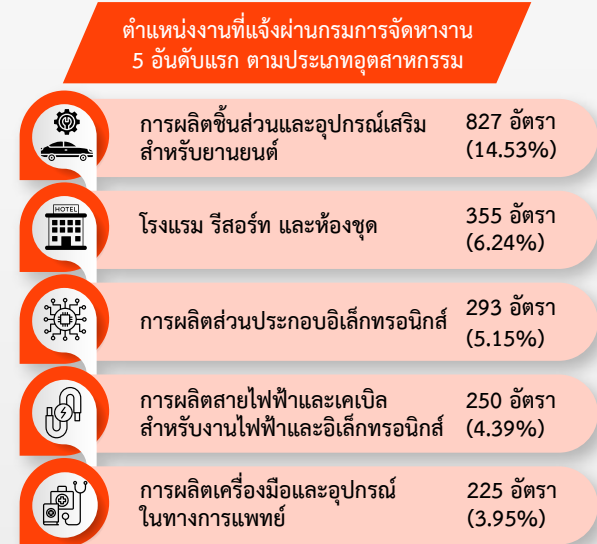 ตำแหน่งงานที่แจ้งผ่านกรมการจัดหางาน
5 อันดับแรก ตามประเภทอุตสาหกรรม
การผลิตชิ้นส่วนและอุปกรณ์เสริม
สำหรับยานยนต์
827 อัตรา
(14.53%)
HOTEL
โรงแรม รีสอร์ท และห้องชุด
355 อัตรา
(6.24%)
การผลิตส่วนประกอบอิเล็กทรอนิกส์
293 อัตรา
(5.15%)
การผลิตสายไฟฟ้าและเคเบิล
สำหรับงานไฟฟ้าและอิเล็กทรอนิกส์
250 อัตรา
(4.39%)
การผลิตเครื่องมือและอุปกรณ์
ในทางการแพทย์
225 อัตรา
(3.95%)